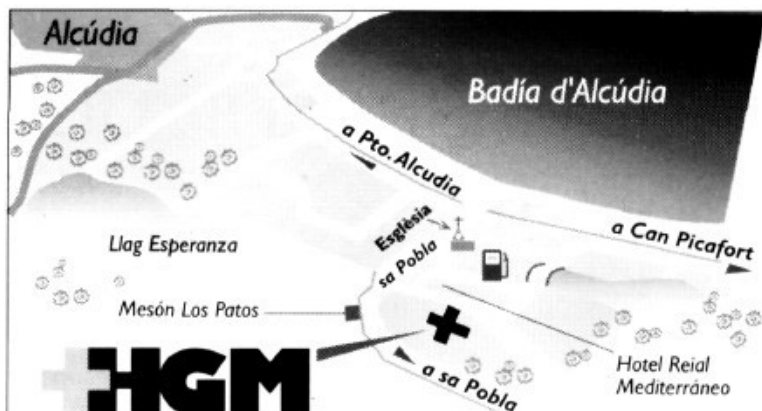 Alcúdia
Badía d'Alcúdia
a Pto. Alcudia
a Can Picafort
Esglèsia
sa Pobla
Llag Esperanza
Mesón Los Patos
HGM
a sa Pobla
Hotel Reial
Mediterráneo